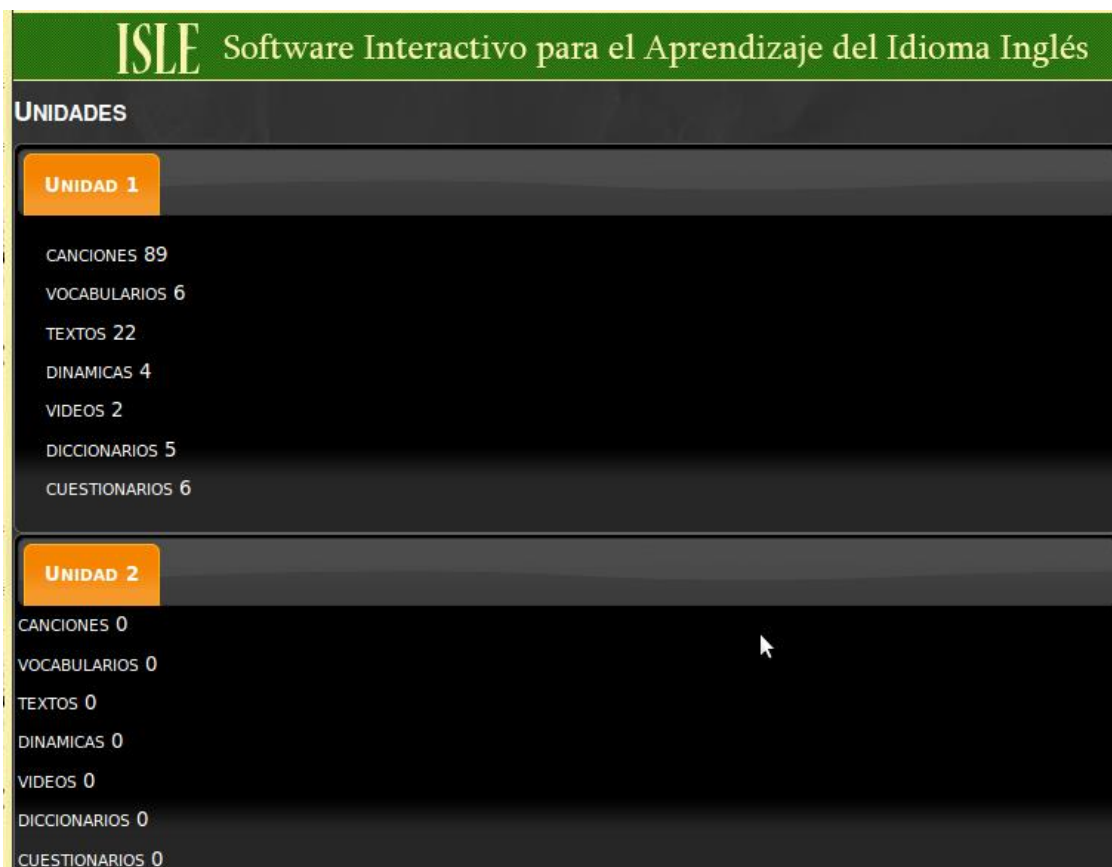 ISLE Software Interactivo para el Aprendizaje del Idioma Inglés
UNIDADES
UNIDAD 1
CANCIONES 89
VOCABULARIOS 6
TEXTOS 22
DINAMICAS 4
VIDEOS 2
DICCIONARIOS 5
CUESTIONARIOS 6
UNIDAD 2
CANCIONES 0
VOCABULARIOS 0
TEXTOS 0
DINAMICAS 0
VIDEOS 0
DICCIONARIOS 0
CUESTIONARIOS 0